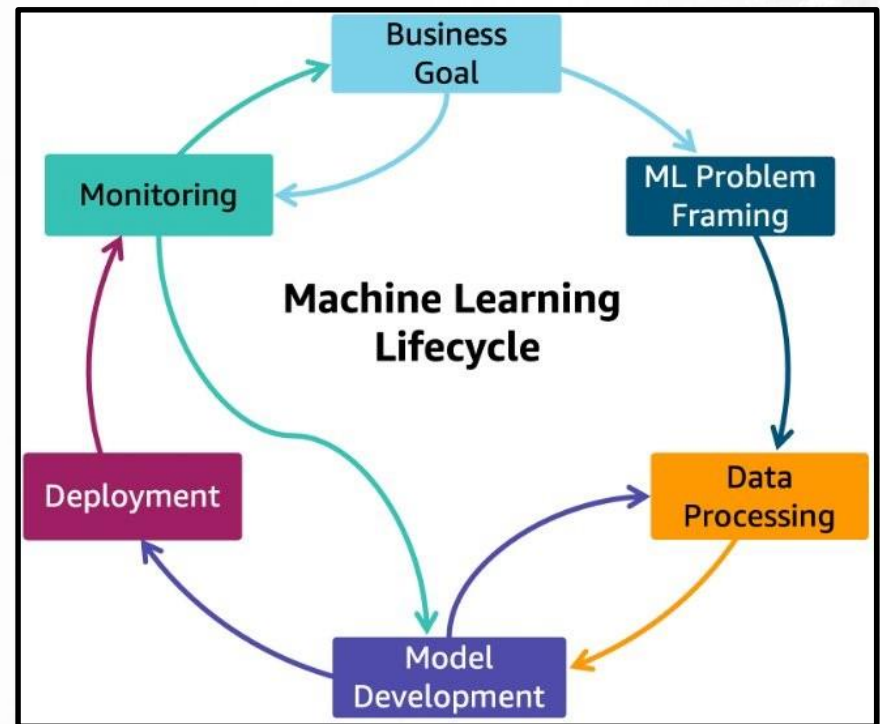 Business
Goal
Monitoring
ML Problem
Framing
Machine Learning
Lifecycle
Deployment
Data
Processing
Model
Development